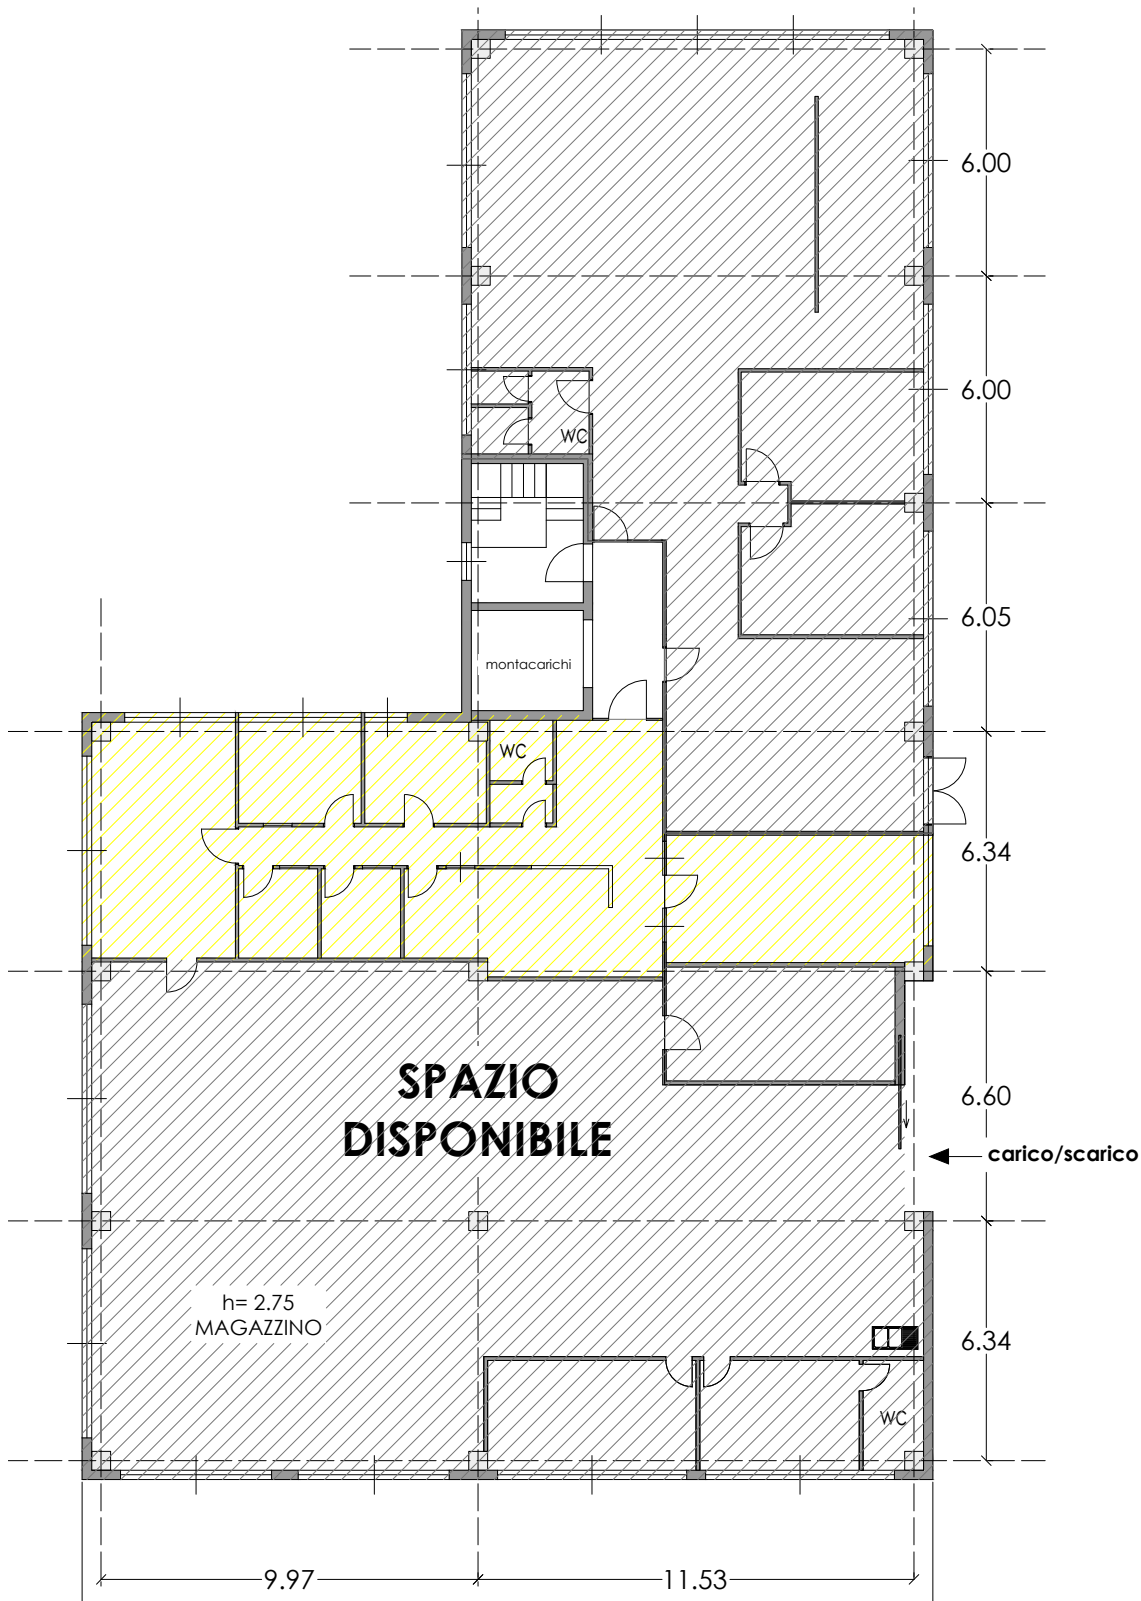 6.00
6.00
WC
6.05
montacarichi
WC
6.34
SPAZIO
DISPONIBILE
6.60
carico/scarico
h= 2.75
MAGAZZINO
6.34
WC
9.97
11.53